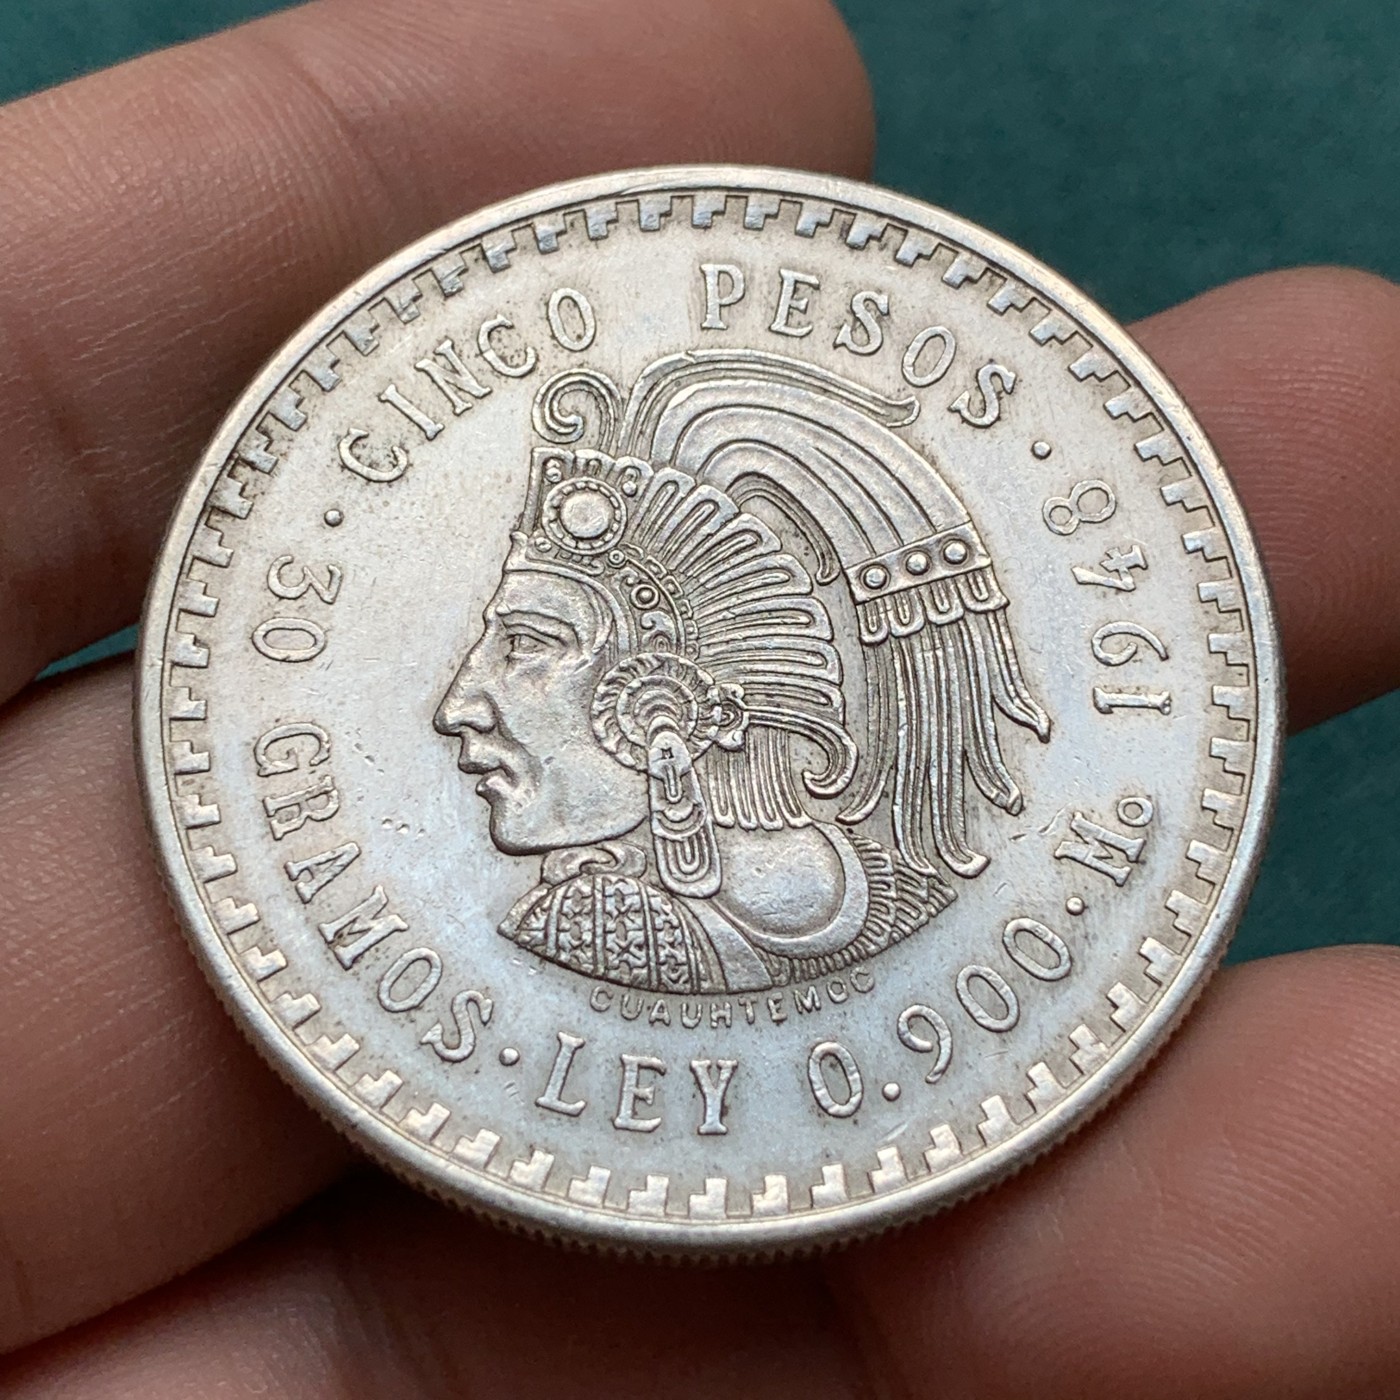 CINCO PESOS · 1948 · Mo
30 GRAMOS · LEY 0.900 ·
CUAUHTEMOC